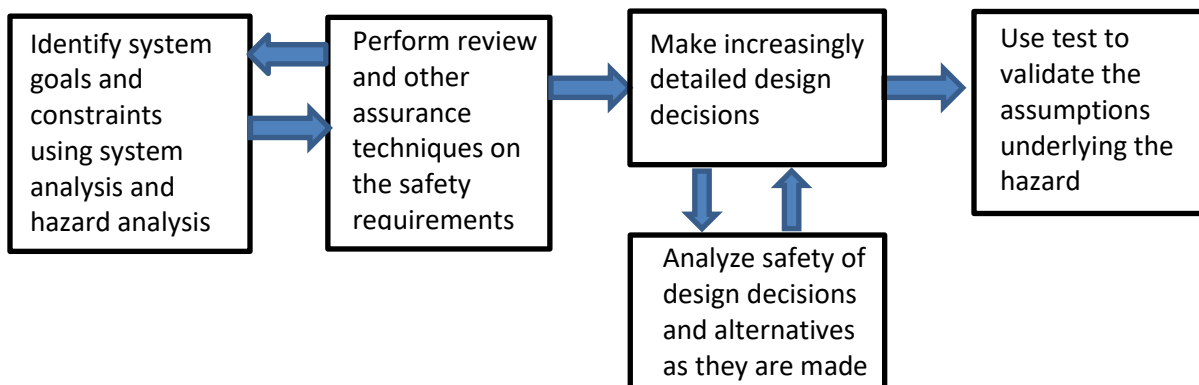 Identify system
goals and
constraints
using system
analysis and
hazard analysis
Perform review
and other
assurance
techniques on
the safety
requirements
Make increasingly
detailed design
decisions
Use test to
validate the
assumptions
underlying the
hazard
Analyze safety of
design decisions
and alternatives
as they are made